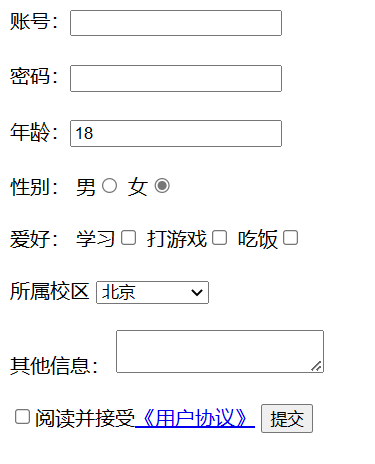 账号：
密码：
年龄：18
性别： 男 女
爱好： 学习 打游戏 吃饭
所属校区 北京
其他信息：
阅读并接受《用户协议》 提交